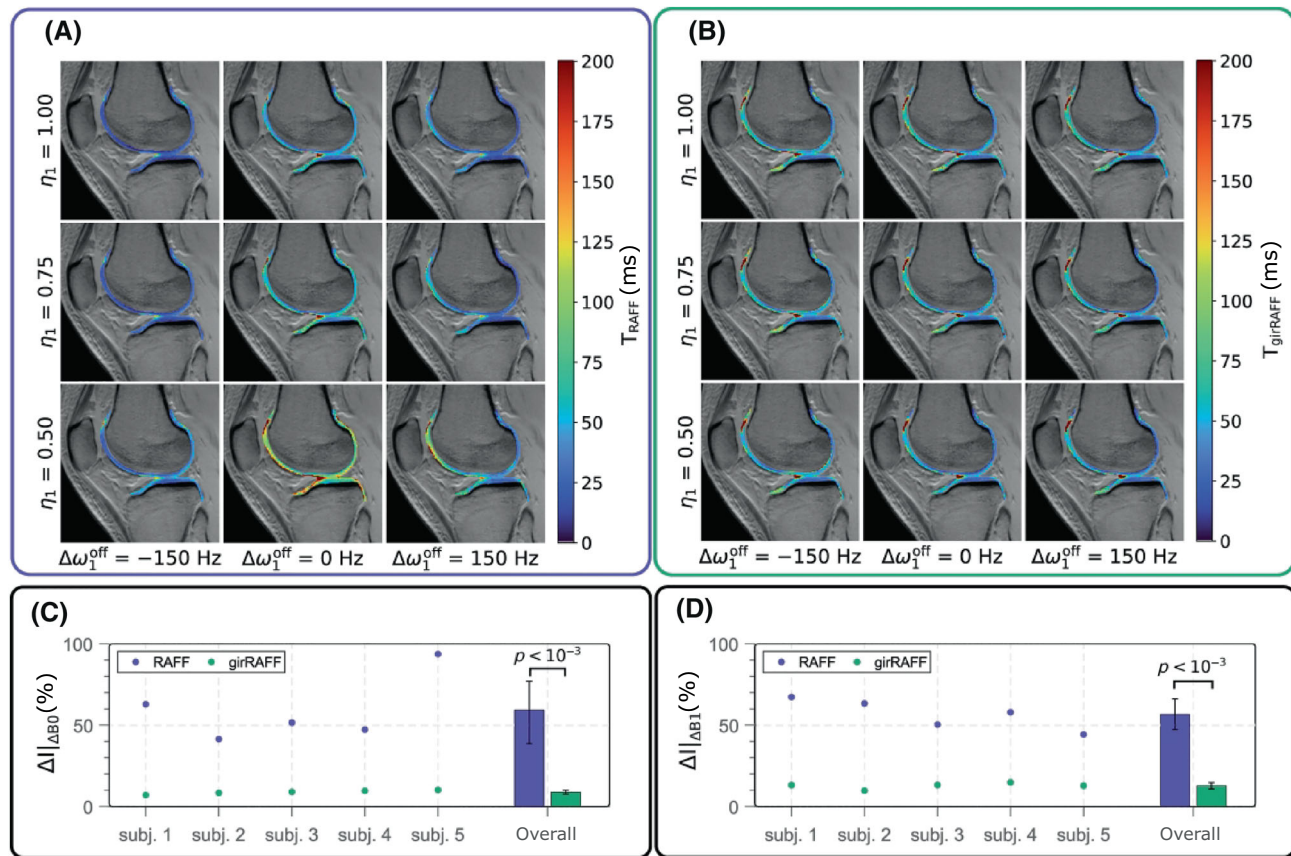 (A)
η₁ = 1.00
η₁ = 0.75
η₁ = 0.50
Δω₁ᵒᶠᶠ = −150 Hz
Δω₁ᵒᶠᶠ = 0 Hz
Δω₁ᵒᶠᶠ = 150 Hz
200
175
150
125
100
75
50
25
0
T_RAFF (ms)
(B)
η₁ = 1.00
η₁ = 0.75
η₁ = 0.50
Δω₁ᵒᶠᶠ = −150 Hz
Δω₁ᵒᶠᶠ = 0 Hz
Δω₁ᵒᶠᶠ = 150 Hz
200
175
150
125
100
75
50
25
0
T_girRAFF (ms)
(C)
100
50
0
ΔI|_ΔB0 (%)
RAFF
girRAFF
p < 10⁻³
subj. 1
subj. 2
subj. 3
subj. 4
subj. 5
Overall
(D)
100
50
0
ΔI|_ΔB1 (%)
RAFF
girRAFF
p < 10⁻³
subj. 1
subj. 2
subj. 3
subj. 4
subj. 5
Overall